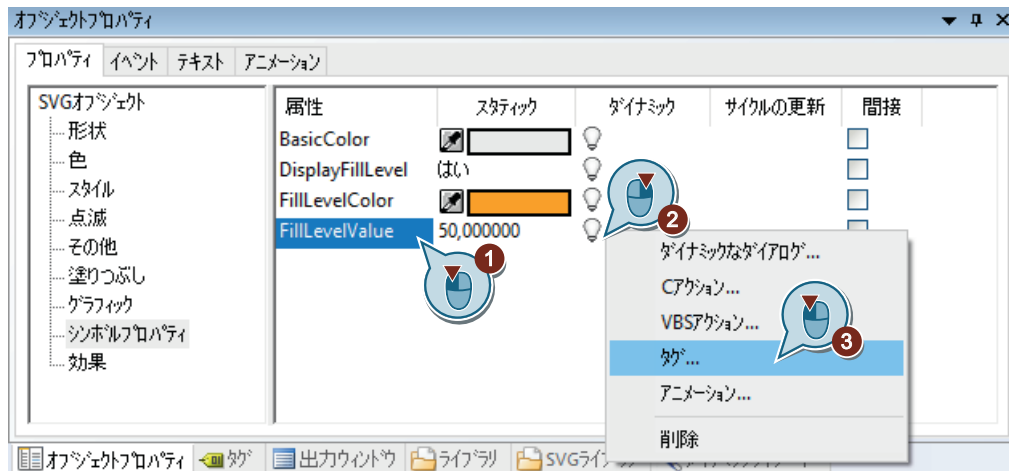 オブジェクトプロパティ
プロパティ イベント テキスト アニメーション
SVGオブジェクト
形状
色
スタイル
点滅
その他
塗りつぶし
グラフィック
シンボルプロパティ
効果
属性 スタティック ダイナミック サイクルの更新 間接
BasicColor
DisplayFillLevel はい
FillLevelColor
FillLevelValue 50,000000
1
2
ダイナミックなダイアログ...
Cアクション...
VBSアクション...
タグ...
3
アニメーション...
削除
オブジェクトプロパティ タグ 出力ウィンドウ ライブラリ SVGライ